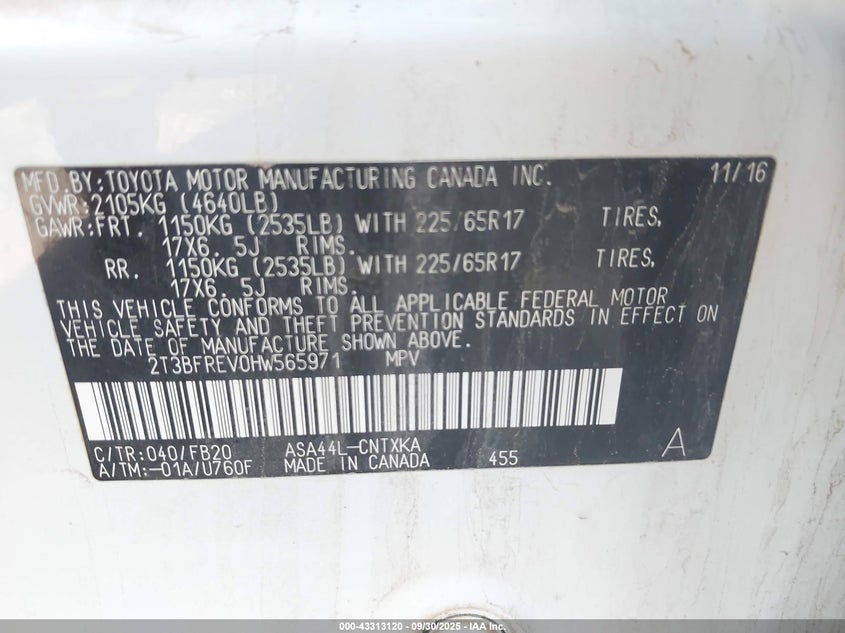 MFD.BY:TOYOTA MOTOR MANUFACTURING CANADA INC. 11/16
GVWR:2105KG (4640LB)
GAWR:FRT. 1150KG (2535LB) WITH 225/65R17 TIRES,
17X6. 5J RIMS.
RR. 1150KG (2535LB) WITH 225/65R17 TIRES,
17X6. 5J RIMS.
THIS VEHICLE CONFORMS TO ALL APPLICABLE FEDERAL MOTOR
VEHICLE SAFETY AND THEFT PREVENTION STANDARDS IN EFFECT ON
THE DATE OF MANUFACTURE SHOWN ABOVE.
2T3BFREV0HW565971 MPV
C/TR:040/FB20 ASA44L-CNTXKA A
A/TM:-01A/U760F MADE IN CANADA 455
000-43313120 - 09/30/2025 - IAA Inc.